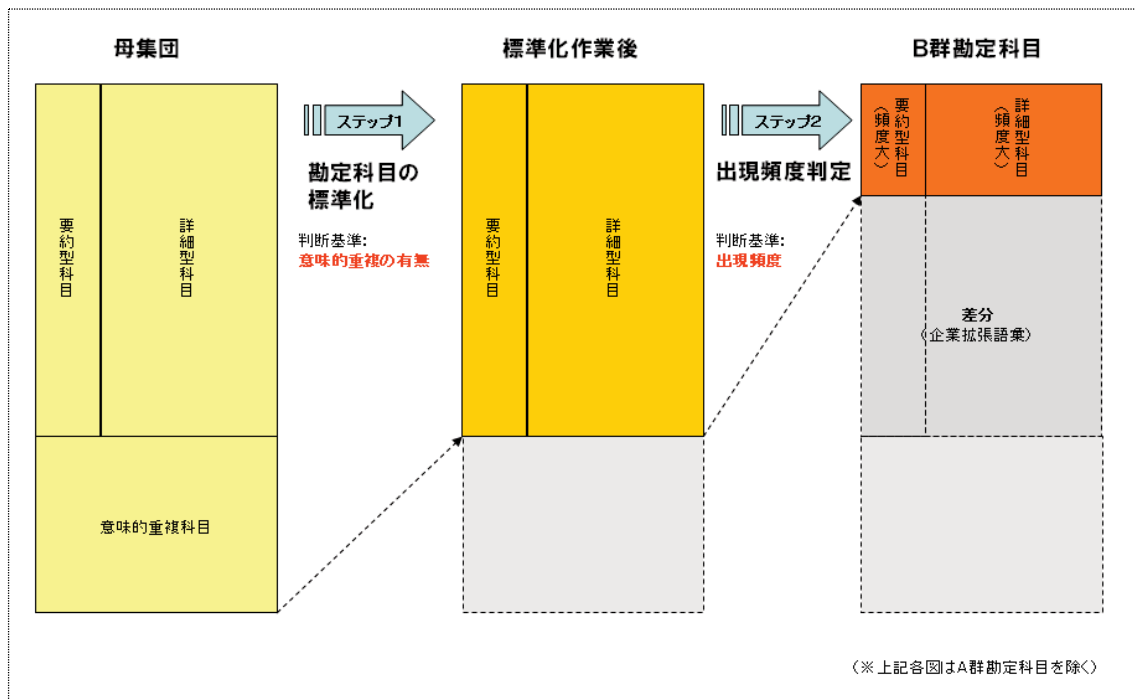 母集団
標準化作業後
B群勘定科目
要約型科目
詳細型科目
意味的重複科目
ステップ1
勘定科目の
標準化
判断基準:
意味的重複の有無
要約型科目
詳細型科目
ステップ2
出現頻度判定
判断基準:
出現頻度
要約型科目
(頻度大)
詳細型科目
(頻度大)
差分
(企業拡張語彙)
(※上記各図はA群勘定科目を除く)